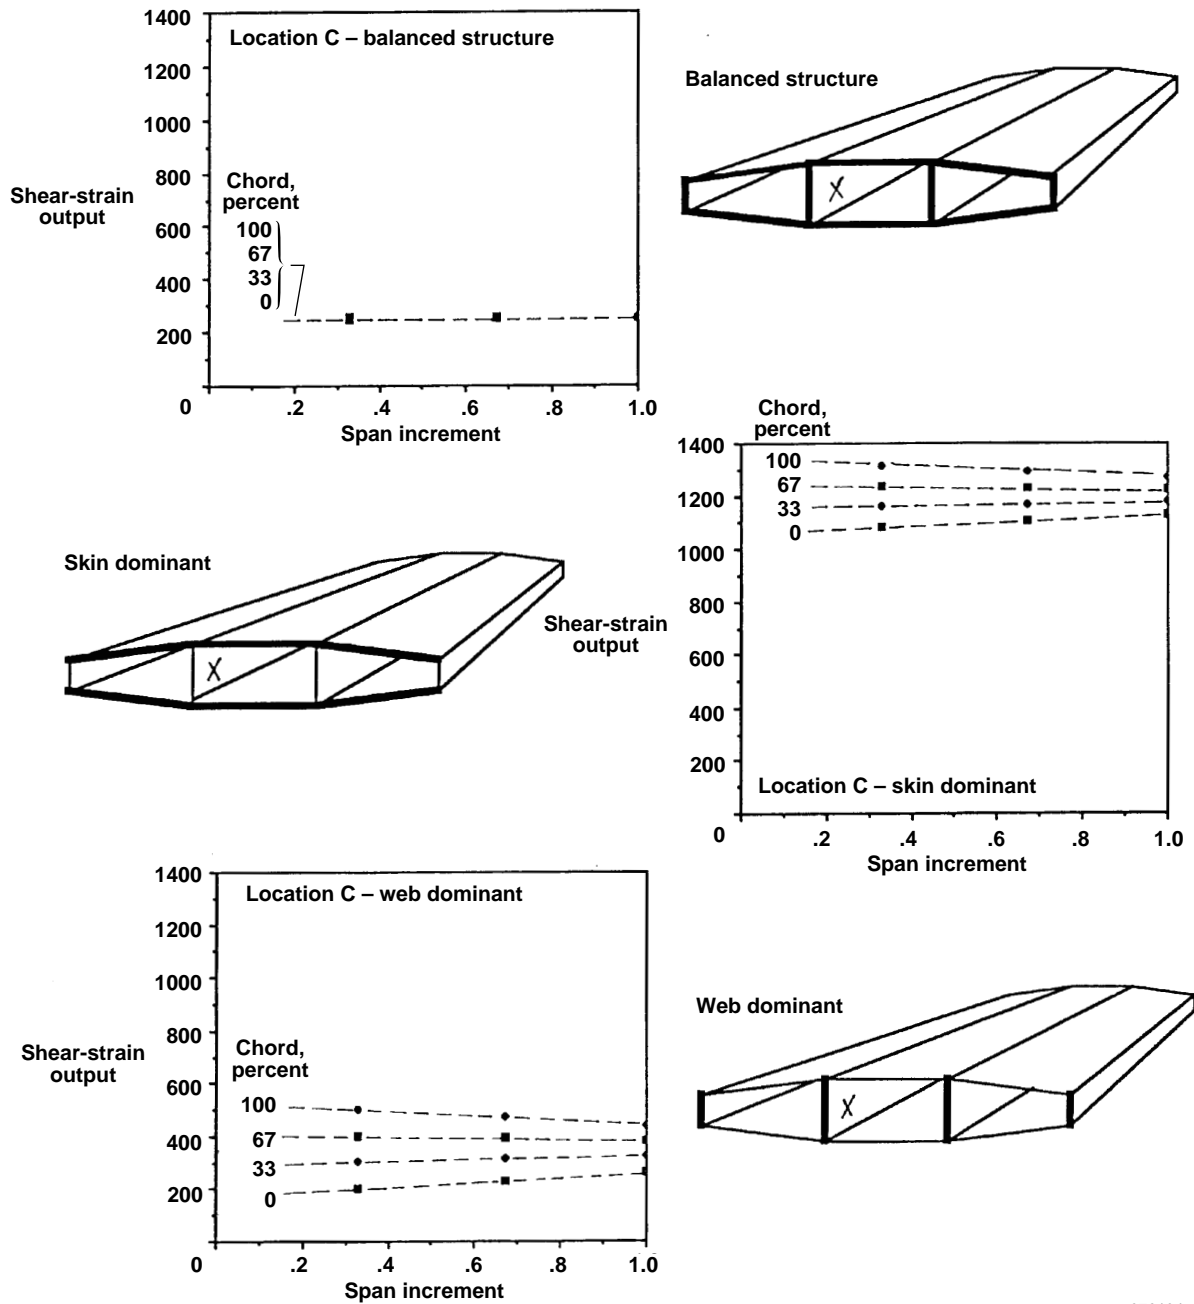 1400
Location C – balanced structure
1200
1000
800
600
400
200
0
Shear-strain
output
Chord,
percent
100
67
33
0
.2
.4
.6
.8
1.0
Span increment
Balanced structure
Skin dominant
Chord,
percent
100
67
33
0
1400
1200
1000
800
600
400
200
0
Shear-strain
output
Location C – skin dominant
.2
.4
.6
.8
1.0
Span increment
1400
Location C – web dominant
1200
1000
800
600
400
200
0
Shear-strain
output
Chord,
percent
100
67
33
0
.2
.4
.6
.8
1.0
Span increment
Web dominant
X
X
X